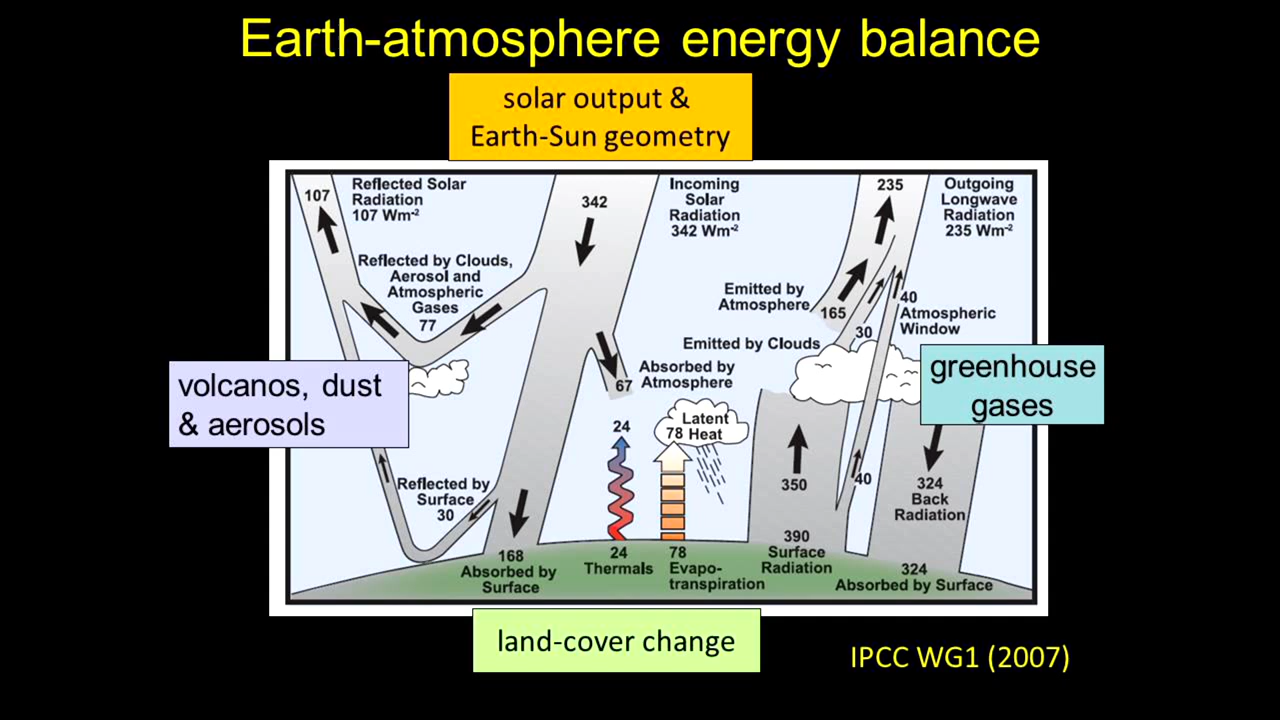 Earth-atmosphere energy balance
solar output &
Earth-Sun geometry
107
Reflected Solar
Radiation
107 Wm-2
342
Incoming
Solar
Radiation
342 Wm-2
235
Outgoing
Longwave
Radiation
235 Wm-2
Reflected by Clouds,
Aerosol and
Atmospheric
Gases
77
Emitted by
Atmosphere
165
40
Atmospheric
Window
30
Emitted by Clouds
Absorbed by
Atmosphere
67
volcanos, dust
& aerosols
greenhouse
gases
24
Latent
78 Heat
Reflected by
Surface
30
350
40
324
Back
Radiation
168
Absorbed by
Surface
24
Thermals
78
Evapo-
transpiration
390
Surface
Radiation
324
Absorbed by Surface
land-cover change
IPCC WG1 (2007)